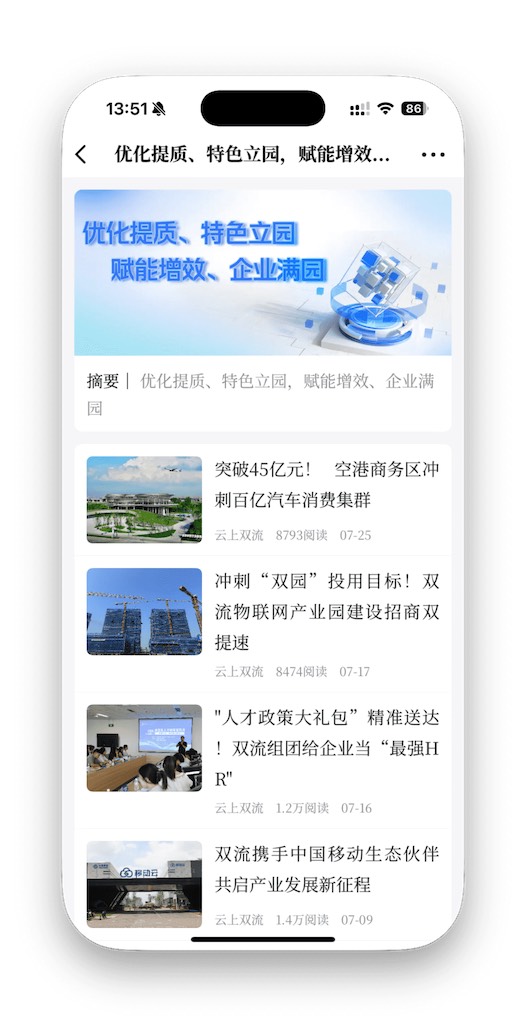 13:51
86
优化提质、特色立园，赋能增效...
优化提质、特色立园
赋能增效、企业满园
摘要｜ 优化提质、特色立园，赋能增效、企业满
园
突破45亿元！ 空港商务区冲
刺百亿汽车消费集群
云上双流 8793阅读 07-25
冲刺“双园”投用目标！双
流物联网产业园建设招商双
提速
云上双流 8474阅读 07-17
"人才政策大礼包”精准送达
！双流组团给企业当“最强H
R"
云上双流 1.2万阅读 07-16
移动云
双流携手中国移动生态伙伴
共启产业发展新征程
云上双流 1.4万阅读 07-09